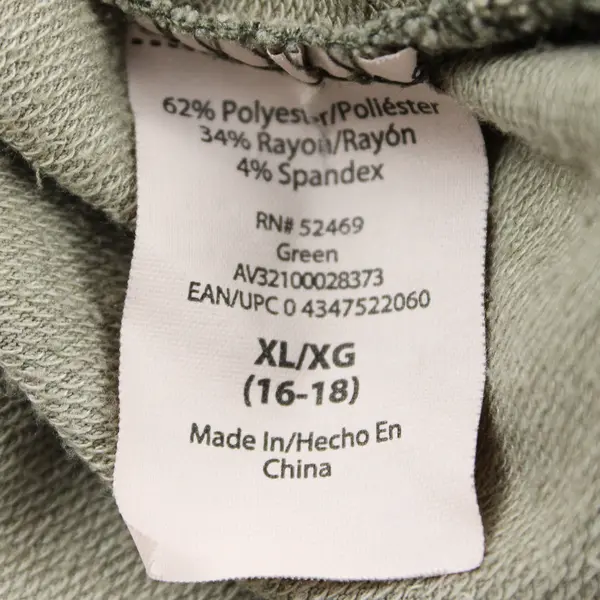 62% Polyester/Poliéster
34% Rayon/Rayón
4% Spandex
RN# 52469
Green
AV32100028373
EAN/UPC 0 4347522060
XL/XG
(16-18)
Made In/Hecho En
China